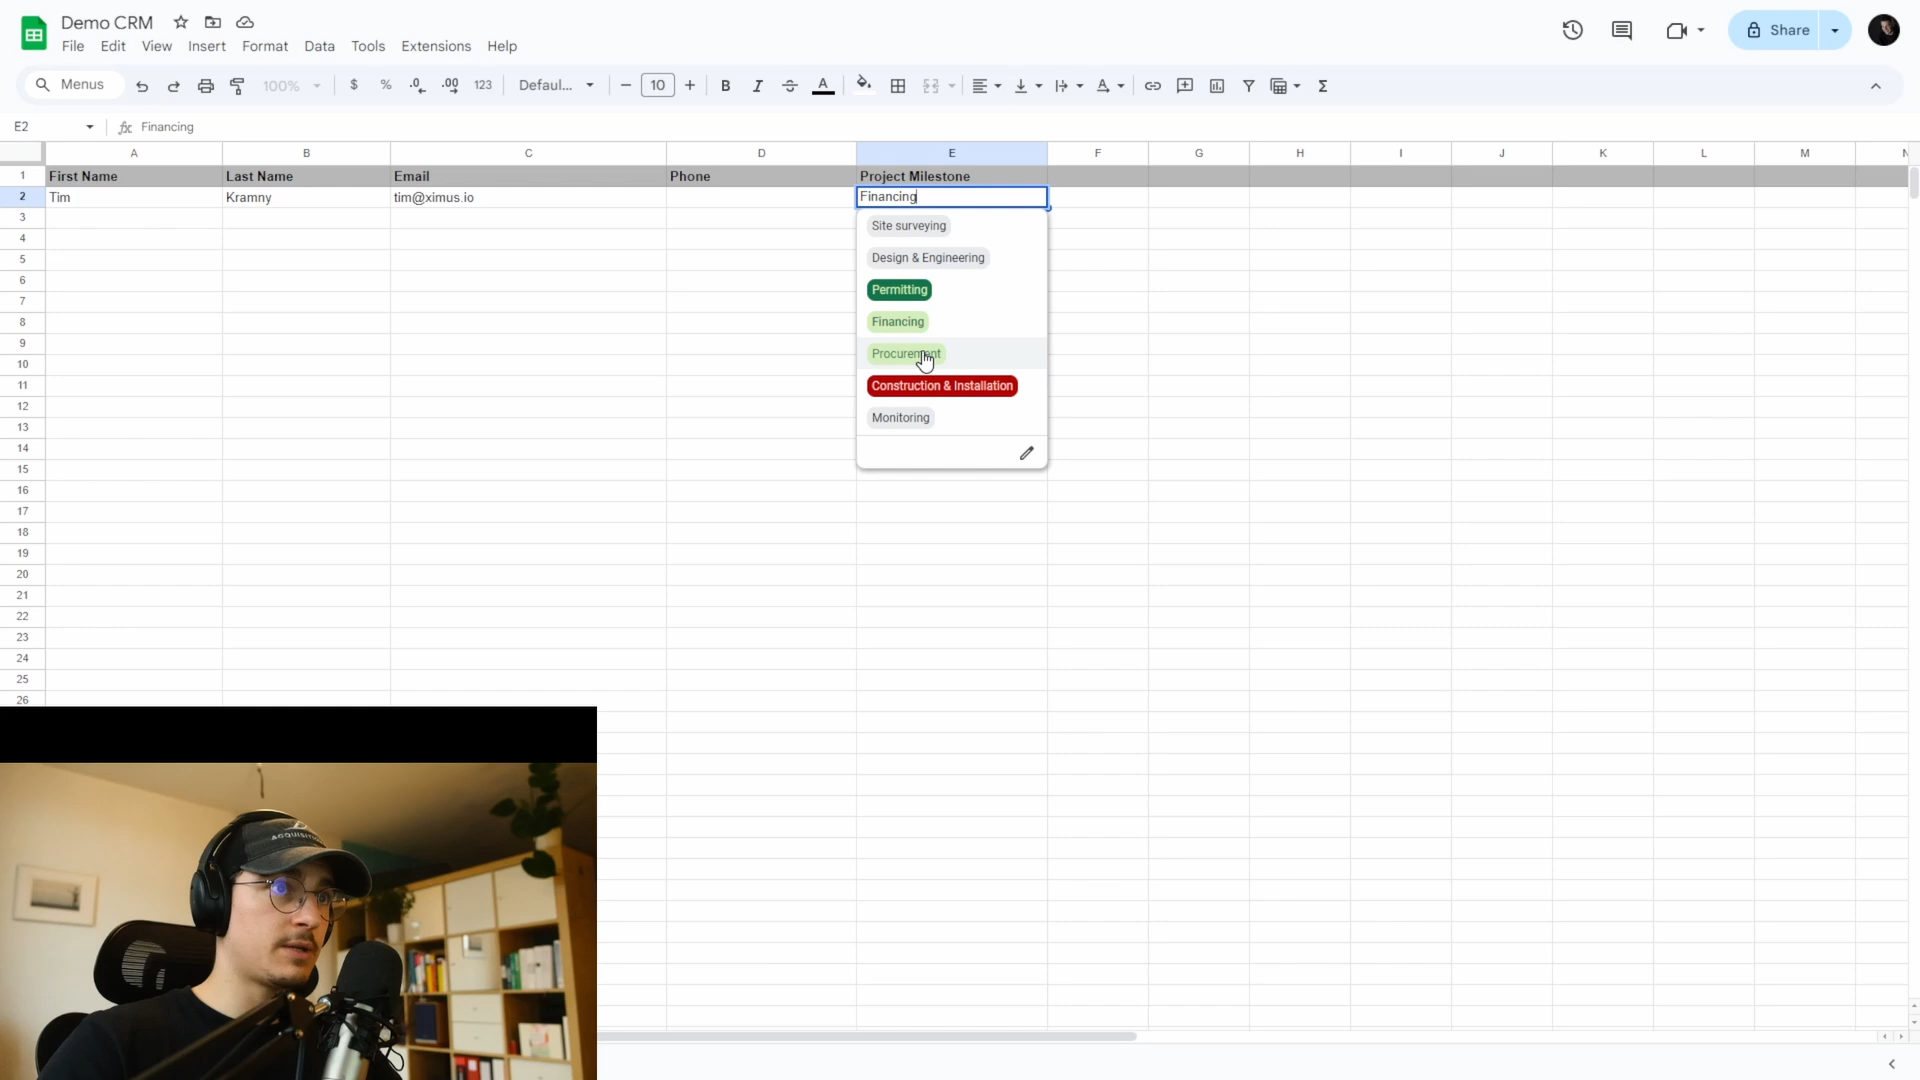 Demo CRM
File Edit View Insert Format Data Tools Extensions Help
Share
Menus 100% $ % .0 .00 123 Defaul... 10 B I A Σ
E2 fx Financing
A B C D E F G H I J K L M N
1 First Name Last Name Email Phone Project Milestone
2 Tim Kramny tim@ximus.io Financing
3
Site surveying
4
5 Design & Engineering
6
Permitting
7
8 Financing
9
Procurement
10
11 Construction & Installation
12
Monitoring
13
14
15
16
17
18
19
20
21
22
23
24
25
26